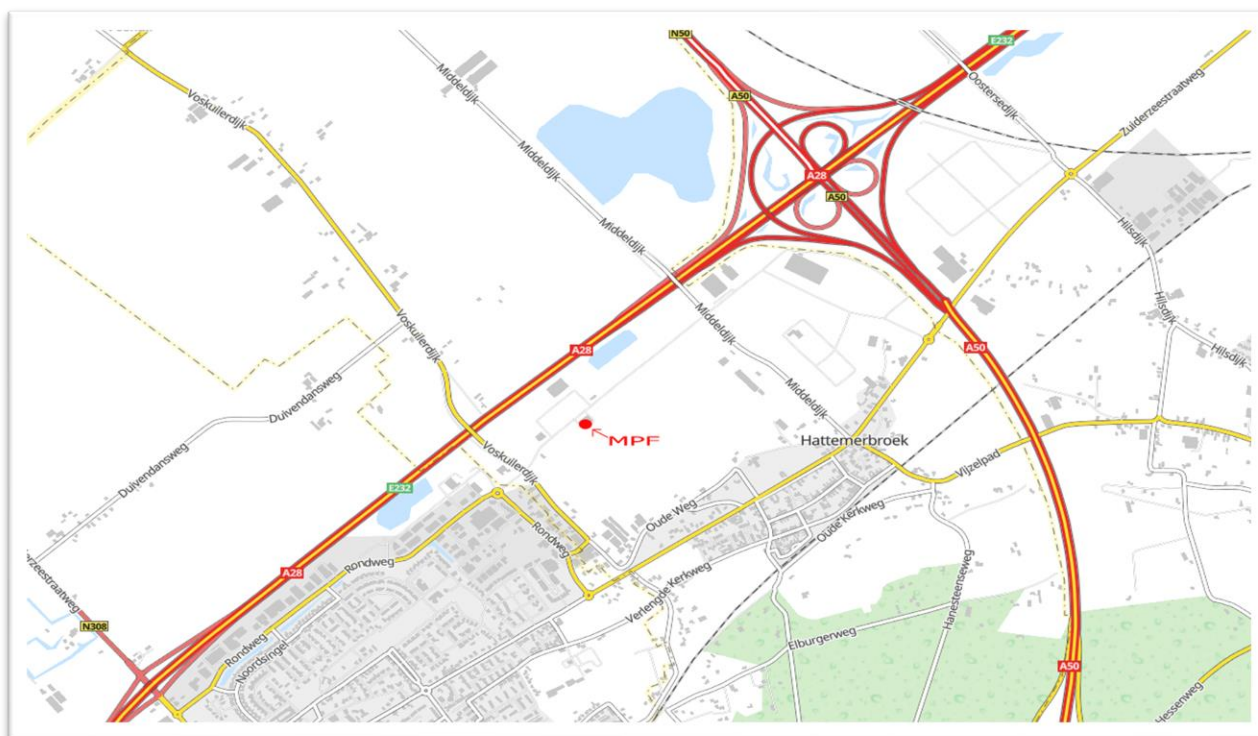 N50
E232
Voskuilerdijk
Middeldijk
A50
Oostersedijk
Zuiderzeestraatweg
Middeldijk
A28
A50
Middeldijk
Hilsdijk
Hilsdijk
Voskuilerdijk
A28
Middeldijk
A50
Hilsdijk
Duivendansweg
Middeldijk
MPF
Hattemerbroek
Duivendansweg
Voskuilerdijk
Vijzelpad
E232
Oude Weg
Oude Kerkweg
Rondweg
Rondweg
A28
Verlengde Kerkweg
Hanesteenseweg
erzeestraatweg
N308
Rondweg
Noordsingel
Elburgerweg
A50
Hessenweg